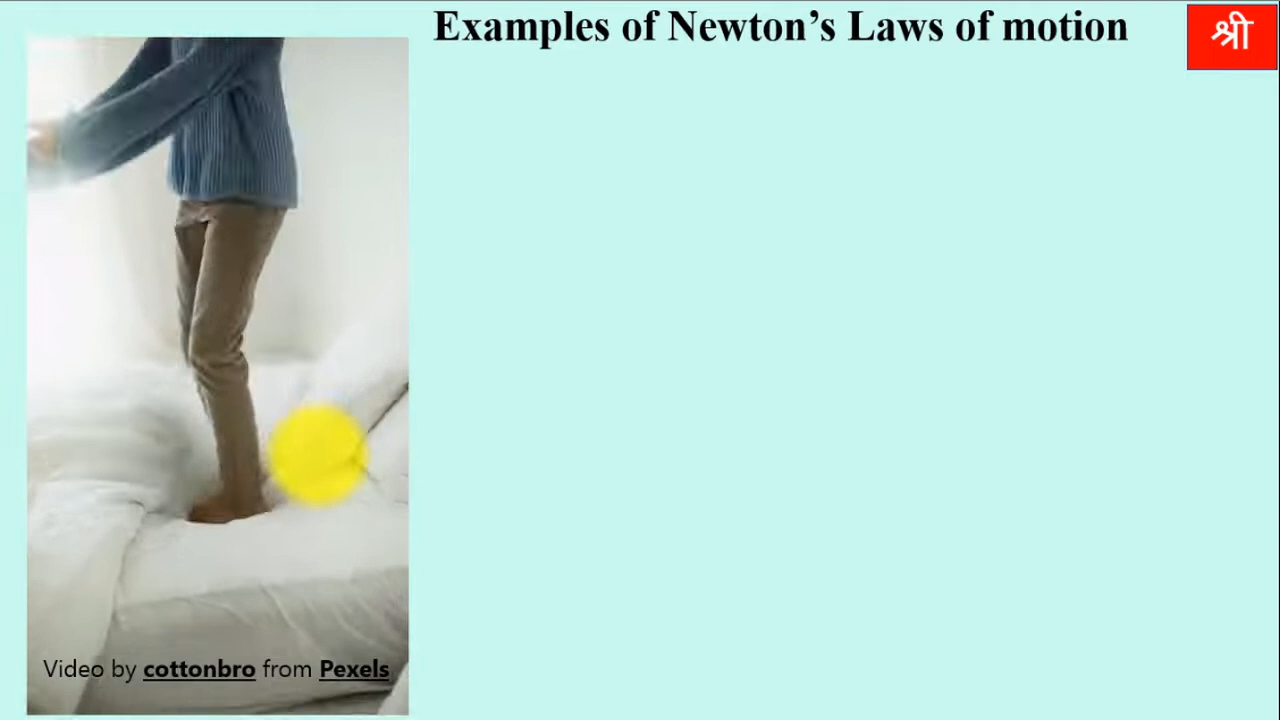 Examples of Newton’s Laws of motion
श्री
Video by cottonbro from Pexels